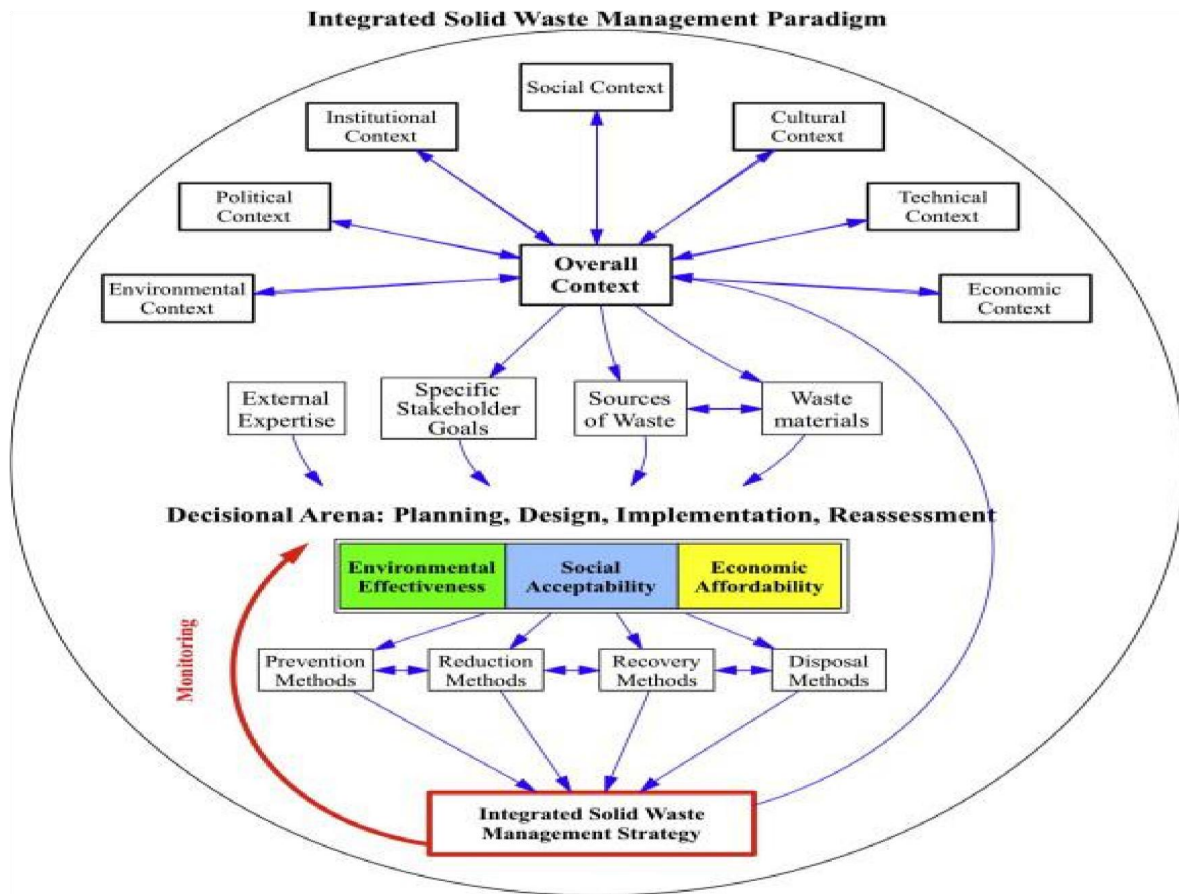 Integrated Solid Waste Management Paradigm
Social Context
Institutional
Context
Cultural
Context
Political
Context
Technical
Context
Overall
Context
Environmental
Context
Economic
Context
External
Expertise
Specific
Stakeholder
Goals
Sources
of Waste
Waste
materials
Decisional Arena: Planning, Design, Implementation, Reassessment
Environmental
Effectiveness
Social
Acceptability
Economic
Affordability
Monitoring
Prevention
Methods
Reduction
Methods
Recovery
Methods
Disposal
Methods
Integrated Solid Waste
Management Strategy